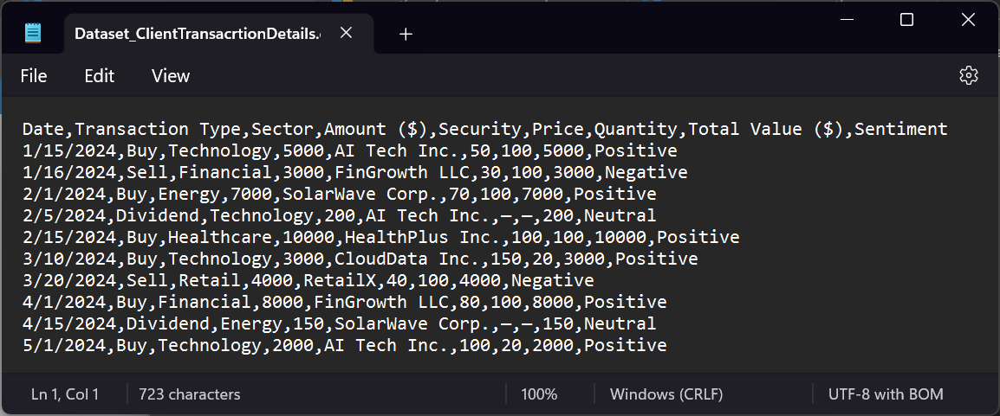 Dataset_ClientTransacrtionDetails.
File Edit View
Date,Transaction Type,Sector,Amount ($),Security,Price,Quantity,Total Value ($),Sentiment
1/15/2024,Buy,Technology,5000,AI Tech Inc.,50,100,5000,Positive
1/16/2024,Sell,Financial,3000,FinGrowth LLC,30,100,3000,Negative
2/1/2024,Buy,Energy,7000,SolarWave Corp.,70,100,7000,Positive
2/5/2024,Dividend,Technology,200,AI Tech Inc.,—,—,200,Neutral
2/15/2024,Buy,Healthcare,10000,HealthPlus Inc.,100,100,10000,Positive
3/10/2024,Buy,Technology,3000,CloudData Inc.,150,20,3000,Positive
3/20/2024,Sell,Retail,4000,RetailX,40,100,4000,Negative
4/1/2024,Buy,Financial,8000,FinGrowth LLC,80,100,8000,Positive
4/15/2024,Dividend,Energy,150,SolarWave Corp.,—,—,150,Neutral
5/1/2024,Buy,Technology,2000,AI Tech Inc.,100,20,2000,Positive
Ln 1, Col 1 723 characters 100% Windows (CRLF) UTF-8 with BOM